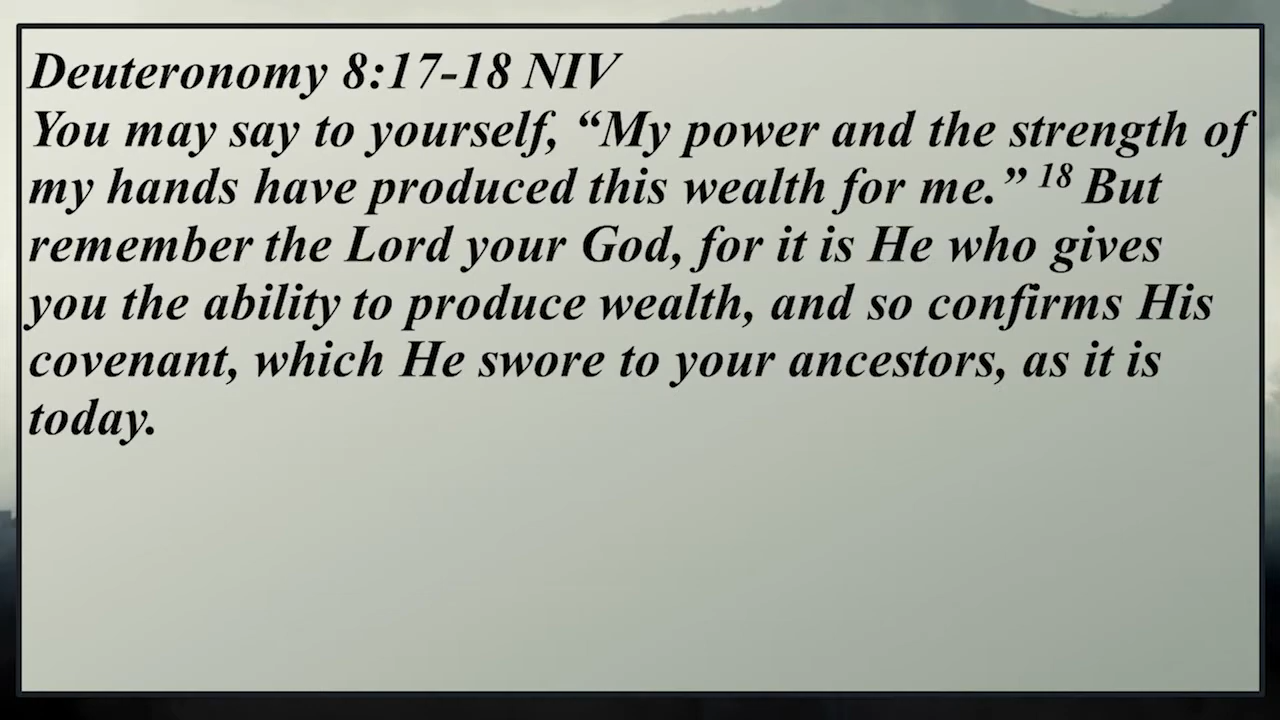 Deuteronomy 8:17-18 NIV
You may say to yourself, “My power and the strength of
my hands have produced this wealth for me.” 18 But
remember the Lord your God, for it is He who gives
you the ability to produce wealth, and so confirms His
covenant, which He swore to your ancestors, as it is
today.